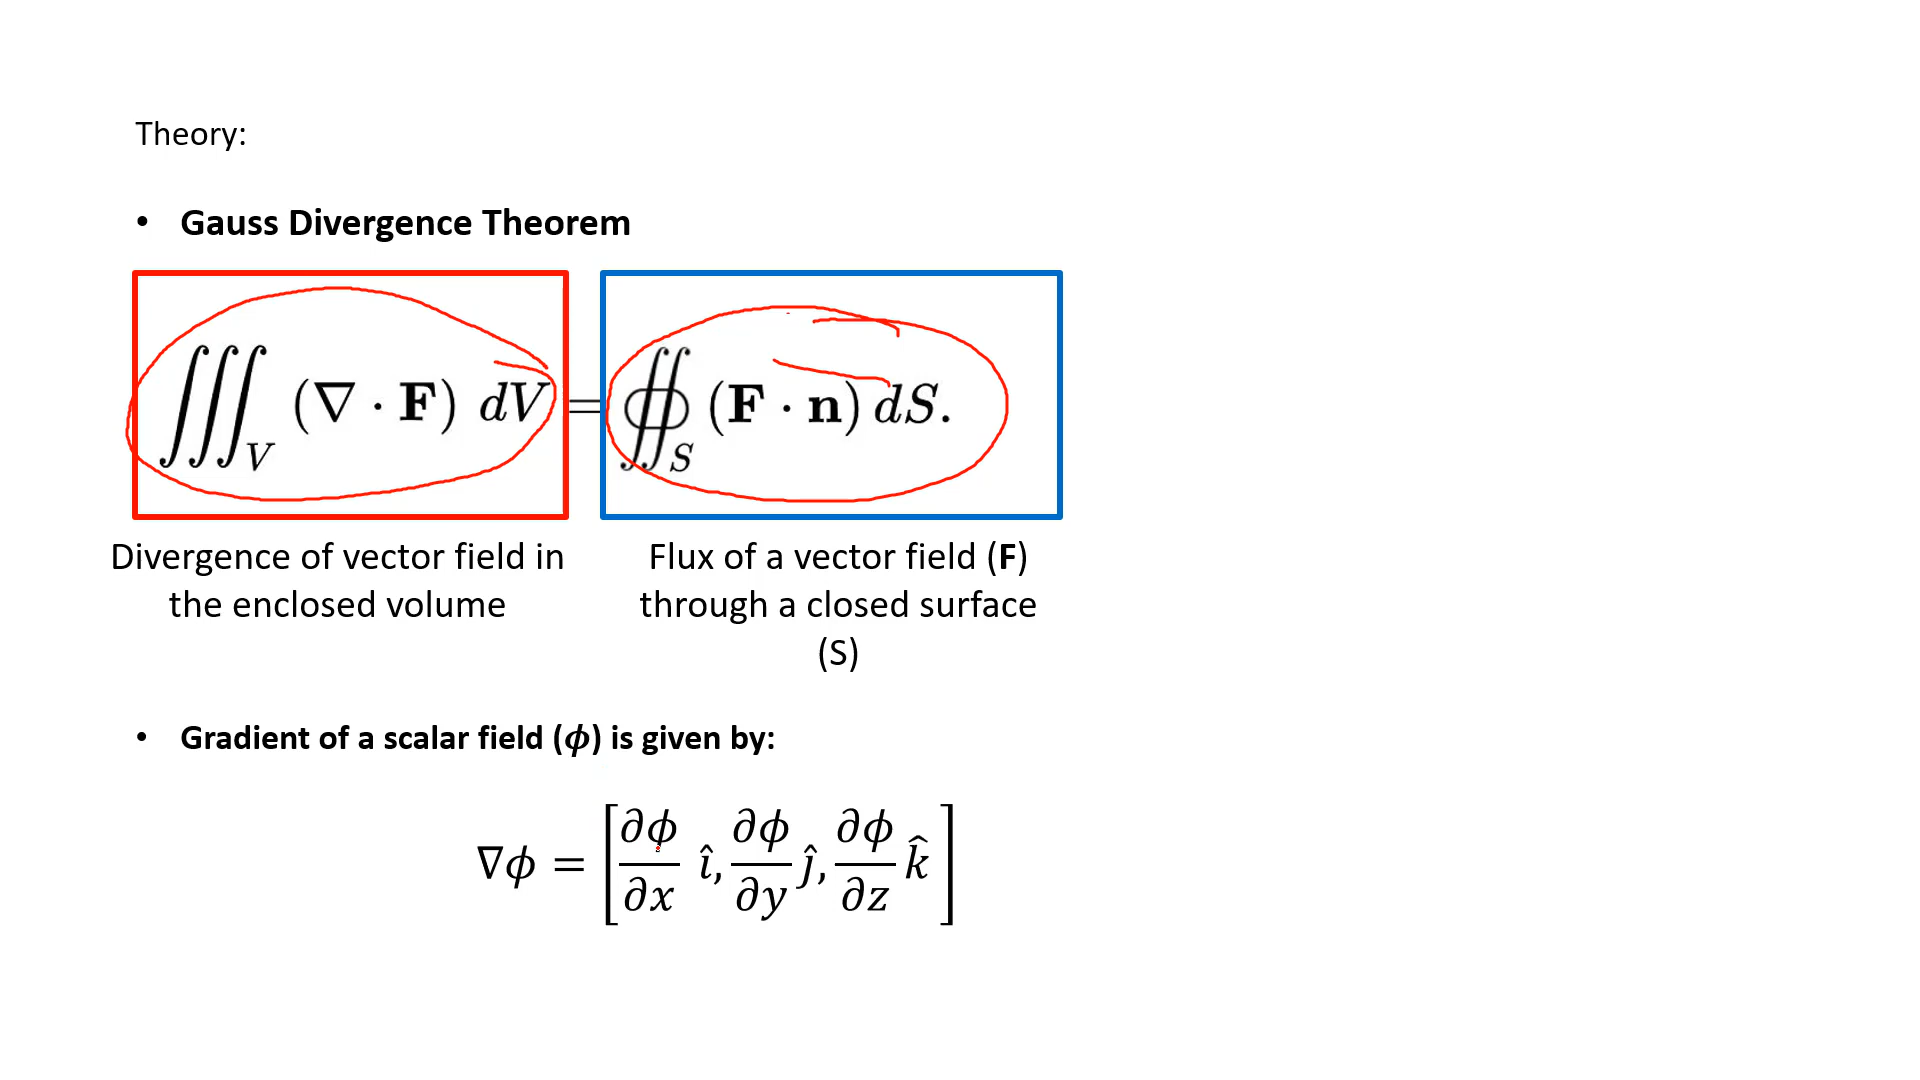 Theory:
• Gauss Divergence Theorem
∭_V (∇ · F) dV = ∯_S (F · n) dS.
Divergence of vector field in
the enclosed volume
Flux of a vector field (F)
through a closed surface
(S)
• Gradient of a scalar field (ϕ) is given by:
∇ϕ = [∂ϕ/∂x î, ∂ϕ/∂y ĵ, ∂ϕ/∂z k̂]